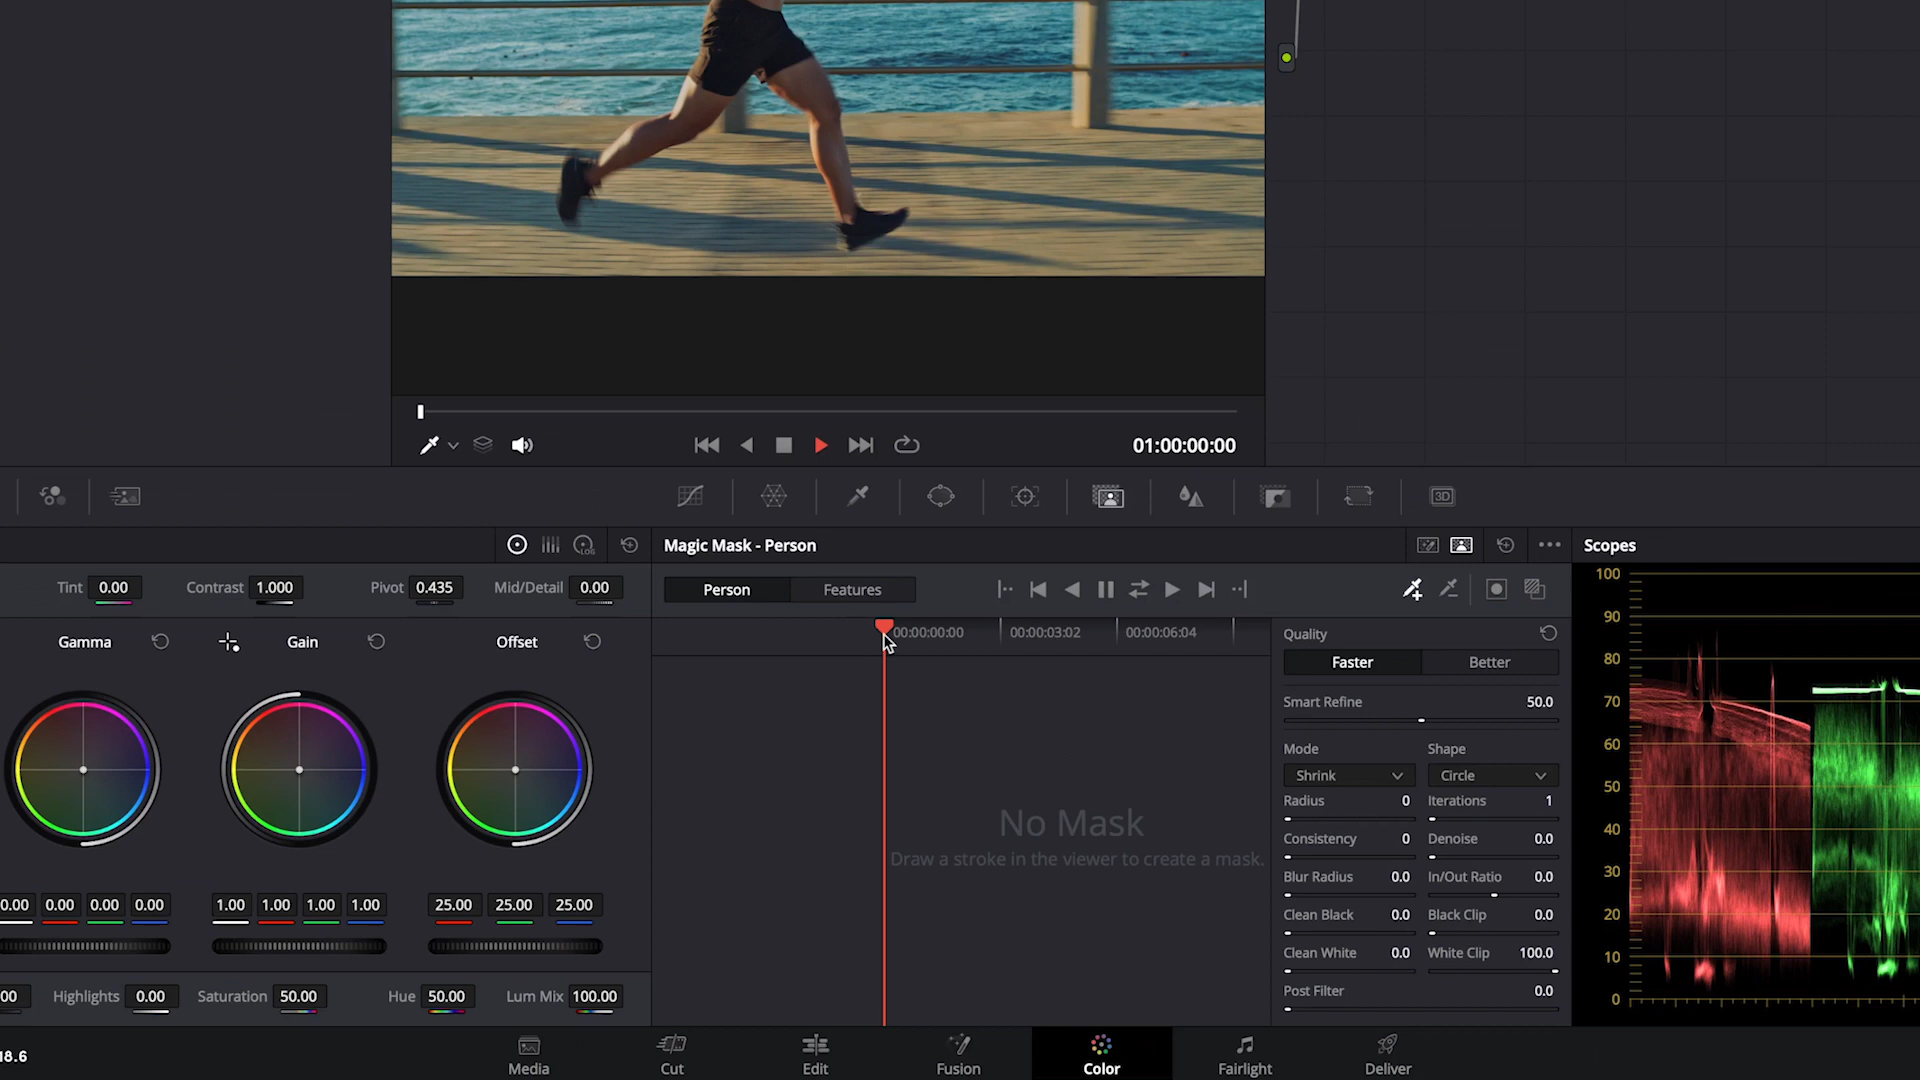 01:00:00:00
3D
LOG
Magic Mask - Person
Scopes
Tint 0.00 Contrast 1.000 Pivot 0.435 Mid/Detail 0.00
Person Features
Gamma Gain Offset
00:00:00:00 00:00:03:02 00:00:06:04
Quality
Faster Better
Smart Refine 50.0
Mode Shape
Shrink Circle
Radius 0 Iterations 1
Consistency 0 Denoise 0.0
Blur Radius 0.0 In/Out Ratio 0.0
Clean Black 0.0 Black Clip 0.0
Clean White 0.0 White Clip 100.0
Post Filter 0.0
No Mask
Draw a stroke in the viewer to create a mask.
100
90
80
70
60
50
40
30
20
10
0
0.00 0.00 0.00 0.00 1.00 1.00 1.00 1.00 25.00 25.00 25.00
00 Highlights 0.00 Saturation 50.00 Hue 50.00 Lum Mix 100.00
18.6
Media Cut Edit Fusion Color Fairlight Deliver